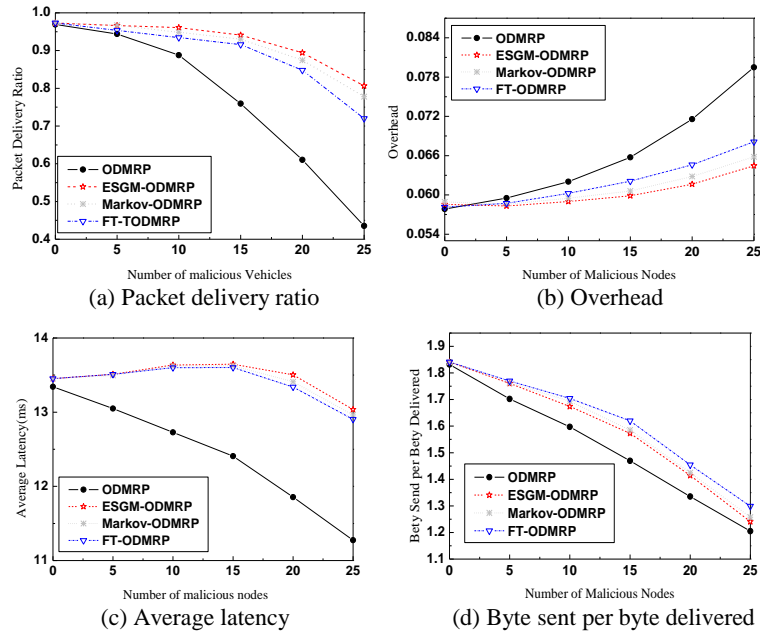 1.0
0.9
0.8
0.7
0.6
0.5
0.4
Packet Delivery Ratio
ODMRP
ESGM-ODMRP
Markov-ODMRP
FT-TODMRP
0 5 10 15 20 25
Number of malicious Vehicles
(a) Packet delivery ratio
0.084
0.078
0.072
0.066
0.060
0.054
Overhead
ODMRP
ESGM-ODMRP
Markov-ODMRP
FT-ODMRP
0 5 10 15 20 25
Number of Malicious Nodes
(b) Overhead
14
13
12
11
Average Latency(ms)
ODMRP
ESGM-ODMRP
Markov-ODMRP
FT-ODMRP
0 5 10 15 20 25
Number of malicious nodes
(c) Average latency
1.9
1.8
1.7
1.6
1.5
1.4
1.3
1.2
1.1
Bety Send per Bety Delivered
ODMRP
ESGM-ODMRP
Markov-ODMRP
FT-ODMRP
0 5 10 15 20 25
Number of Malicious Nodes
(d) Byte sent per byte delivered